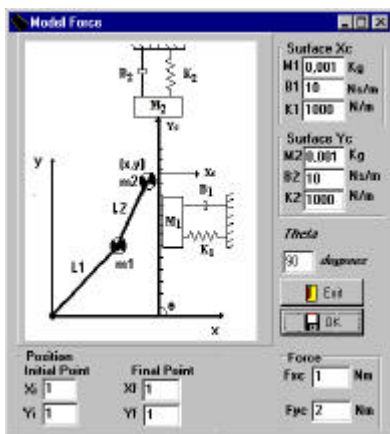 Model Force
B2
K2
M2
Yc
y
(x,y)
m2
Xc
B1
M1
K1
L2
L1
m1
θ
x
Surface Xc
M1 0,001 Kg
B1 10 Ns/m
K1 1000 N/m
Surface Yc
M2 0,001 Kg
B2 10 Ns/m
K2 1000 N/m
Theta
90 degrees
Exit
OK
Position
Initial Point Final Point
Xi 1 Xf 1
Yi 1 Yf 1
Force
Fxc 1 Nm
Fyc 2 Nm